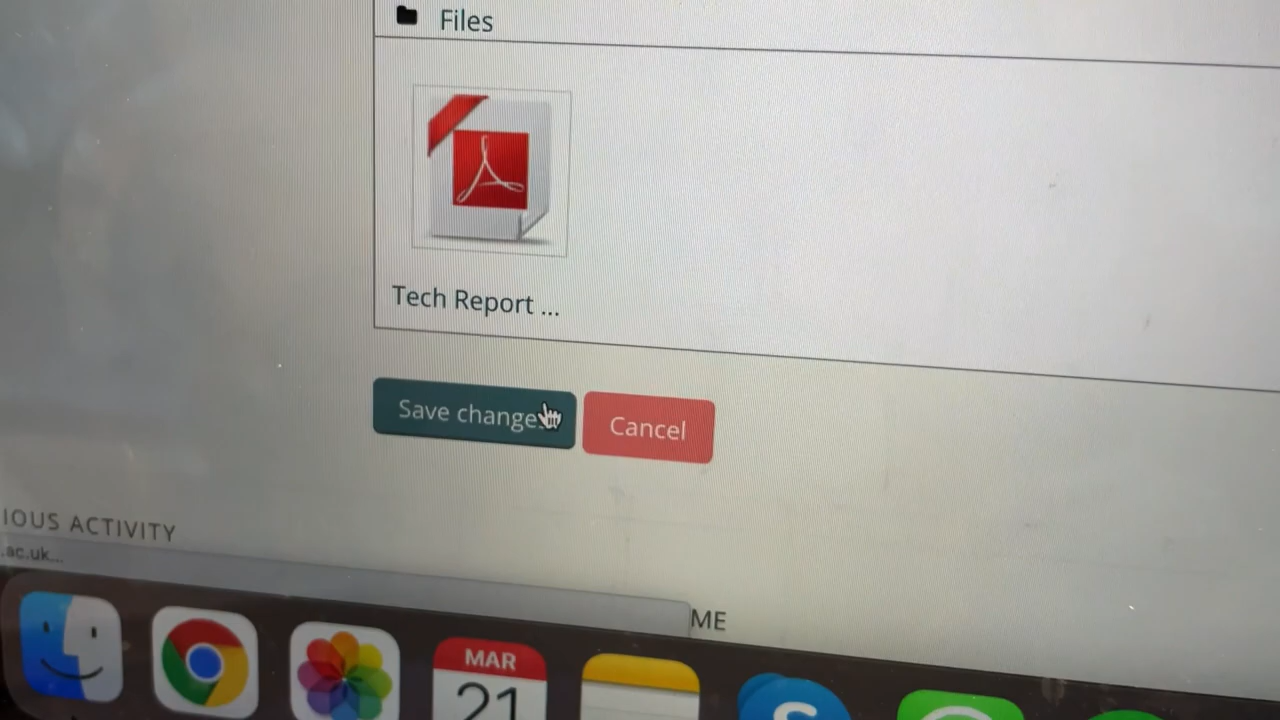 Files
Tech Report ...
Save changes
Cancel
IOUS ACTIVITY
.ac.uk...
ME
MAR
21
S